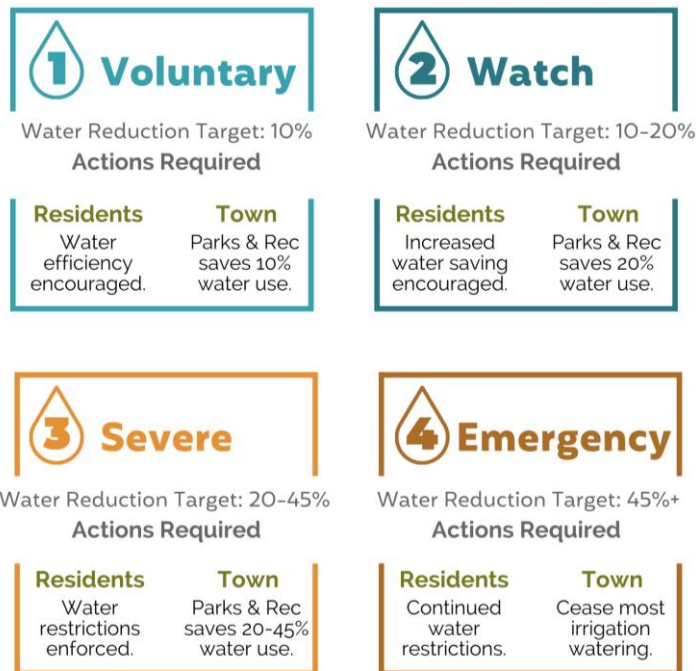 1 Voluntary
Water Reduction Target: 10%
Actions Required
Residents
Water
efficiency
encouraged.
Town
Parks & Rec
saves 10%
water use.
2 Watch
Water Reduction Target: 10-20%
Actions Required
Residents
Increased
water saving
encouraged.
Town
Parks & Rec
saves 20%
water use.
3 Severe
Water Reduction Target: 20-45%
Actions Required
Residents
Water
restrictions
enforced.
Town
Parks & Rec
saves 20-45%
water use.
4 Emergency
Water Reduction Target: 45%+
Actions Required
Residents
Continued
water
restrictions.
Town
Cease most
irrigation
watering.